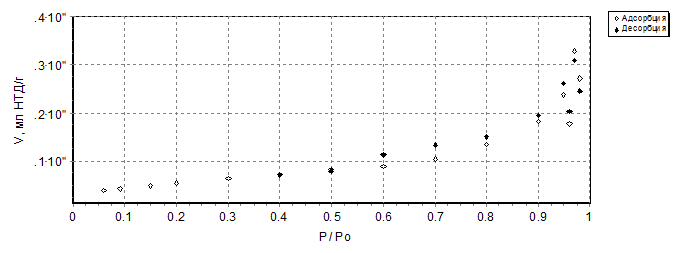 .4·10"
Адсорбция
Десорбция
.3·10"
V, мл НТД/г
.2·10"
.1·10"
0 0.1 0.2 0.3 0.4 0.5 0.6 0.7 0.8 0.9 1
P / Po